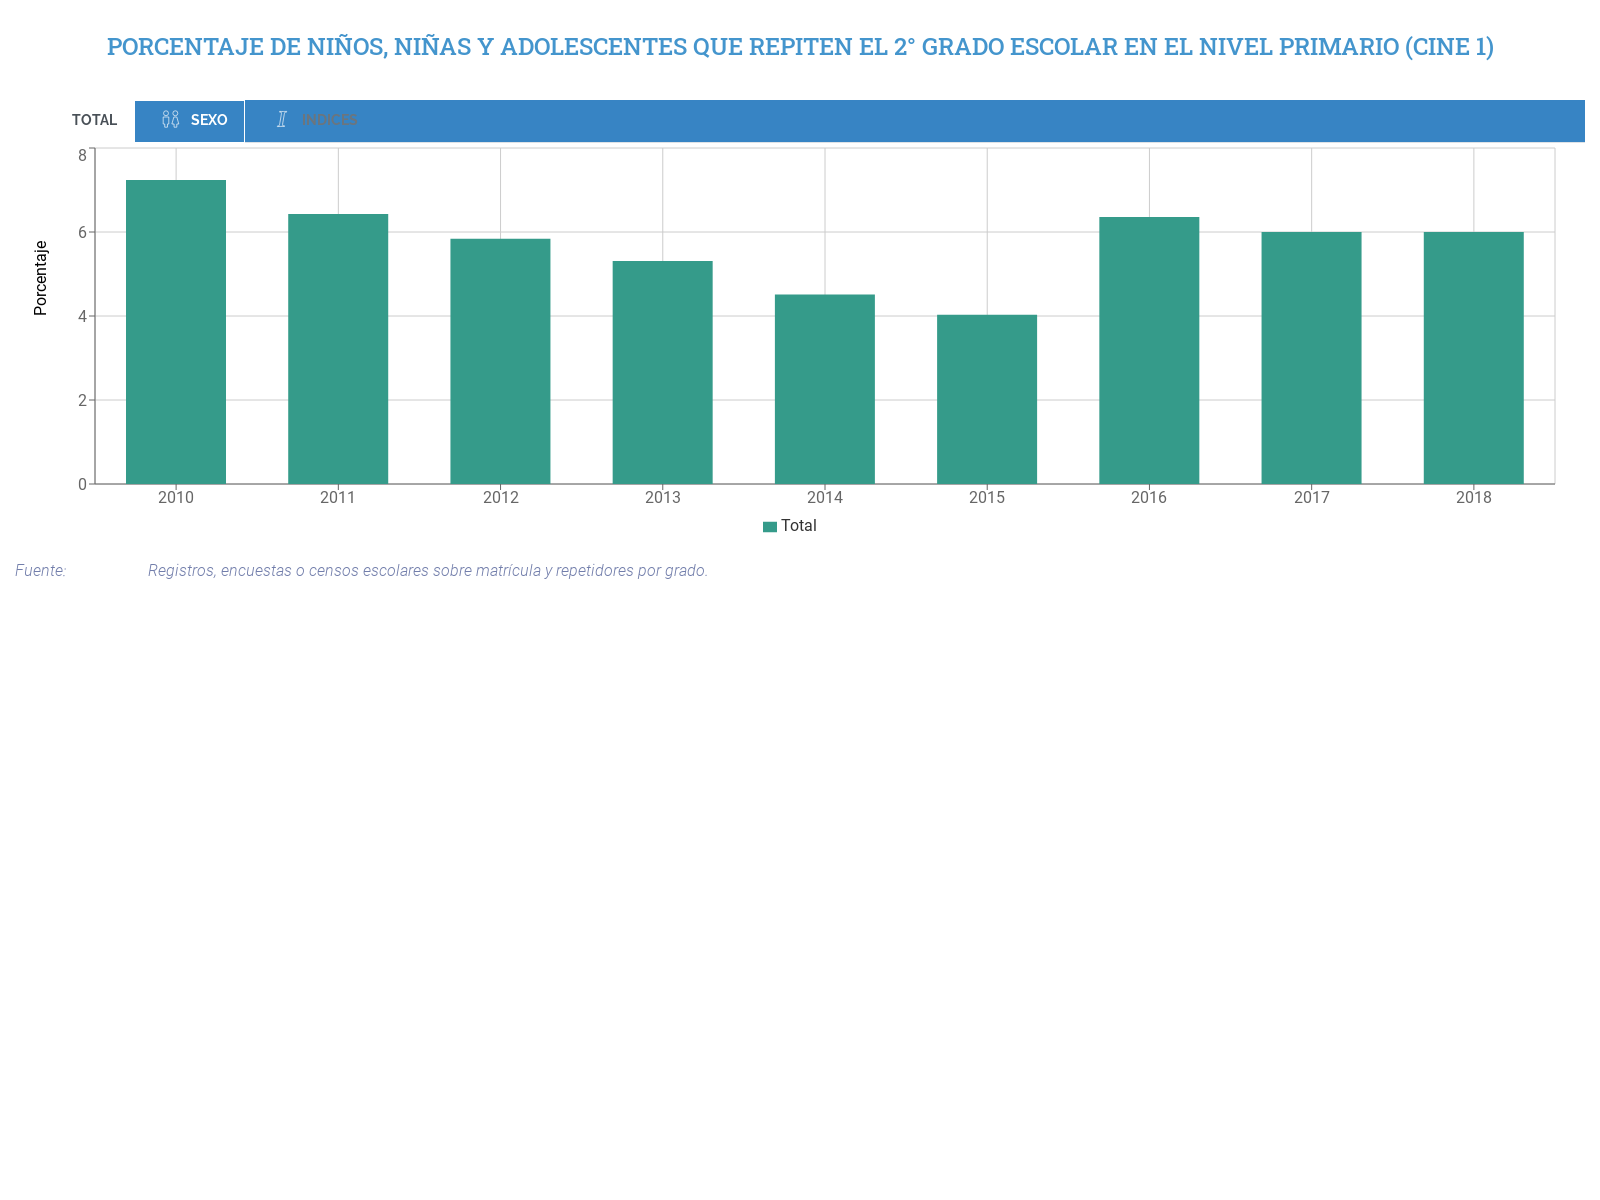 PORCENTAJE DE NIÑOS, NIÑAS Y ADOLESCENTES QUE REPITEN EL 2° GRADO ESCOLAR EN EL NIVEL PRIMARIO (CINE 1)
TOTAL SEXO INDICES
8
6
4
2
0
Porcentaje
2010 2011 2012 2013 2014 2015 2016 2017 2018
Total
Fuente: Registros, encuestas o censos escolares sobre matrícula y repetidores por grado.